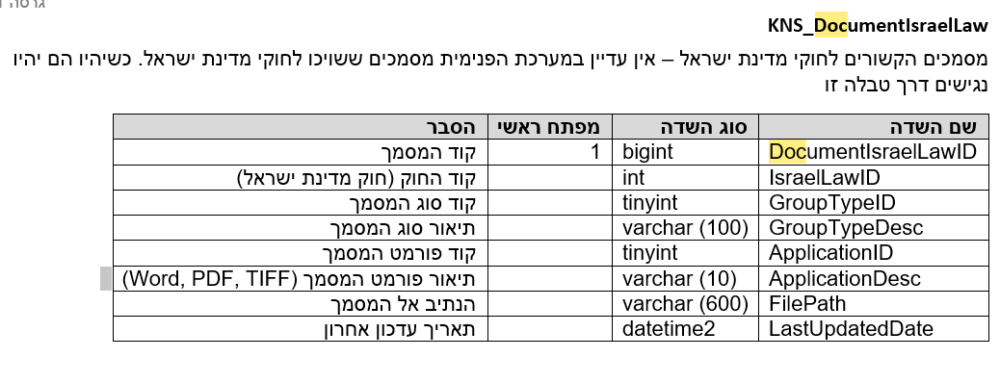 גרסה
KNS_DocumentIsraelLaw
מסמכים הקשורים לחוקי מדינת ישראל – אין עדיין במערכת הפנימית מסמכים ששויכו לחוקי מדינת ישראל. כשיהיו הם יהיו
נגישים דרך טבלה זו
שם השדה סוג השדה מפתח ראשי הסבר
DocumentIsraelLawID bigint 1 קוד המסמך
IsraelLawID int קוד החוק (חוק מדינת ישראל)
GroupTypeID tinyint קוד סוג המסמך
GroupTypeDesc varchar (100) תיאור סוג המסמך
ApplicationID tinyint קוד פורמט המסמך
ApplicationDesc varchar (10) תיאור פורמט המסמך (Word, PDF, TIFF)
FilePath varchar (600) הנתיב אל המסמך
LastUpdatedDate datetime2 תאריך עדכון אחרון